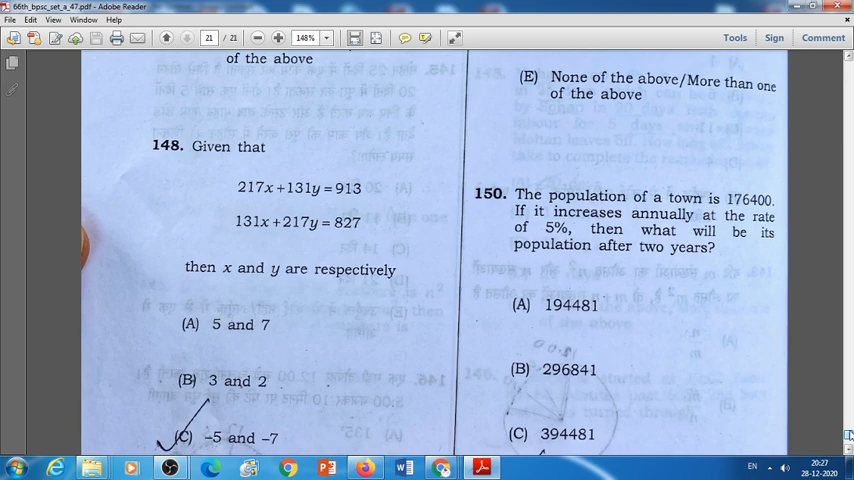 66th_bpsc_set_a_47.pdf - Adobe Reader
File Edit View Window Help
21 / 21
148%
Tools Sign Comment
of the above
148. Given that
217x+131y=913
131x+217y=827
then x and y are respectively
(A) 5 and 7
(B) 3 and 2
(C) -5 and -7
(E) None of the above/More than one
of the above
150. The population of a town is 176400.
If it increases annually at the rate
of 5%, then what will be its
population after two years?
(A) 194481
(B) 296841
(C) 394481
EN
20:27
28-12-2020